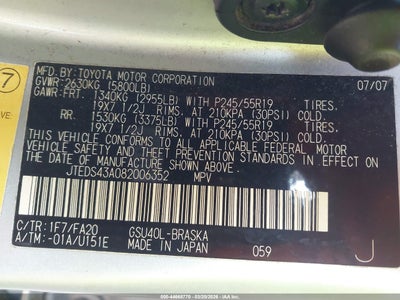 7
VE:
MFD. BY: TOYOTA MOTOR CORPORATION 07/07
GVWR 2630KG (5800LB)
GAWR:FRT. 1340KG (2955LB) WITH P245/55R19 TIRES.
19X7 1/2J RIMS. AT 210KPA (30PSI) COLD.
RR. 1530KG (3375LB) WITH P245/55R19 TIRES.
19X7 1/2J RIMS. AT 210KPA (30PSI) COLD.
THIS VEHICLE CONFORMS TO ALL APPLICABLE FEDERAL MOTOR
VEHICLE SAFETY STANDARDS IN EFFECT ON THE DATE OF
MANUFACTURE SHOWN ABOVE.
JTEDS43A082006352 MPV
C/TR: 1F7/FA20 GSU40L-BRASKA
A/TM: -01A/U151E MADE IN JAPAN 059 J